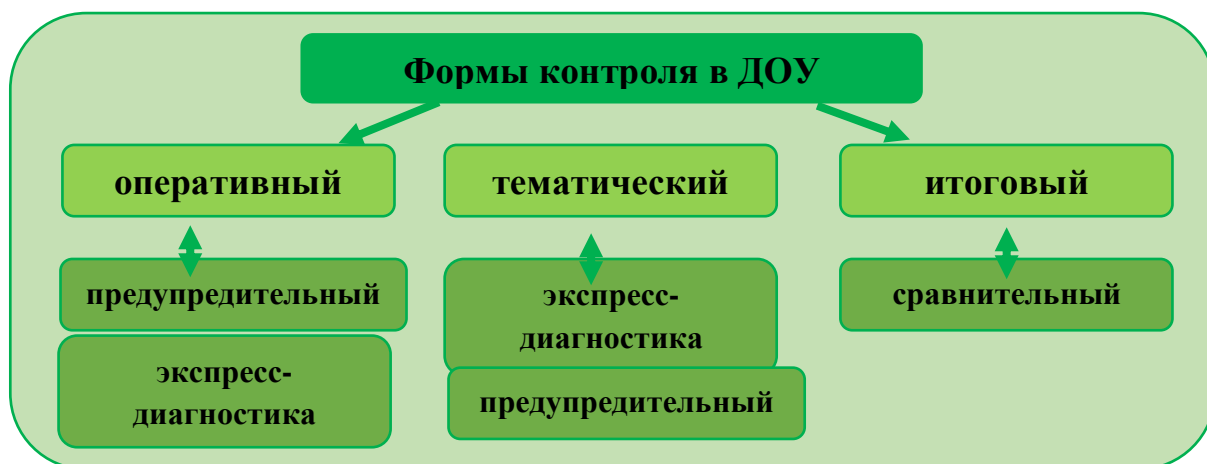 Формы контроля в ДОУ
оперативный
тематический
итоговый
предупредительный
экспресс-
диагностика
экспресс-
диагностика
предупредительный
сравнительный